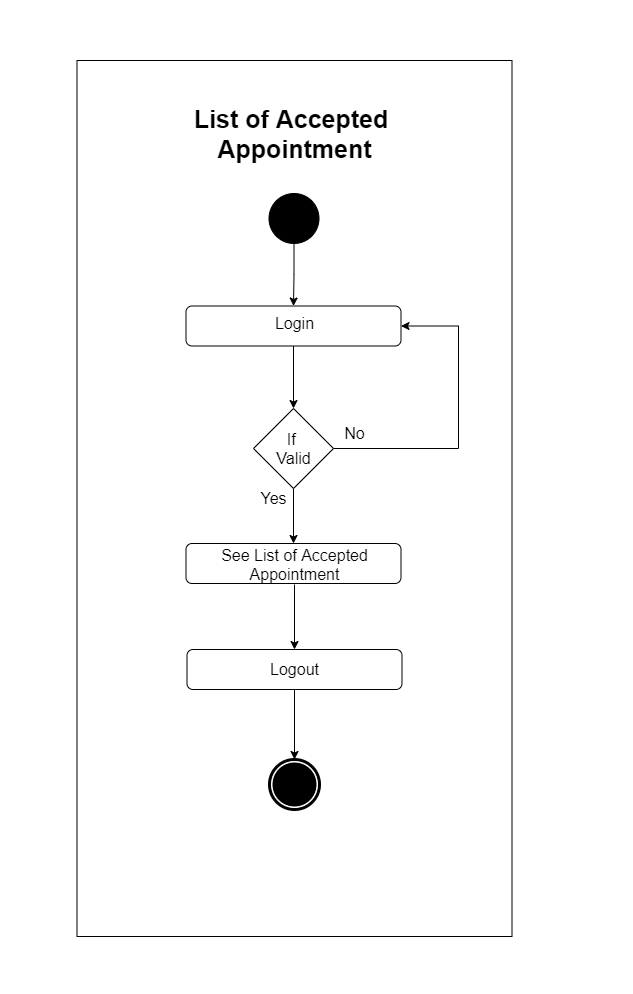 List of Accepted
Appointment
Login
If
Valid
No
Yes
See List of Accepted
Appointment
Logout